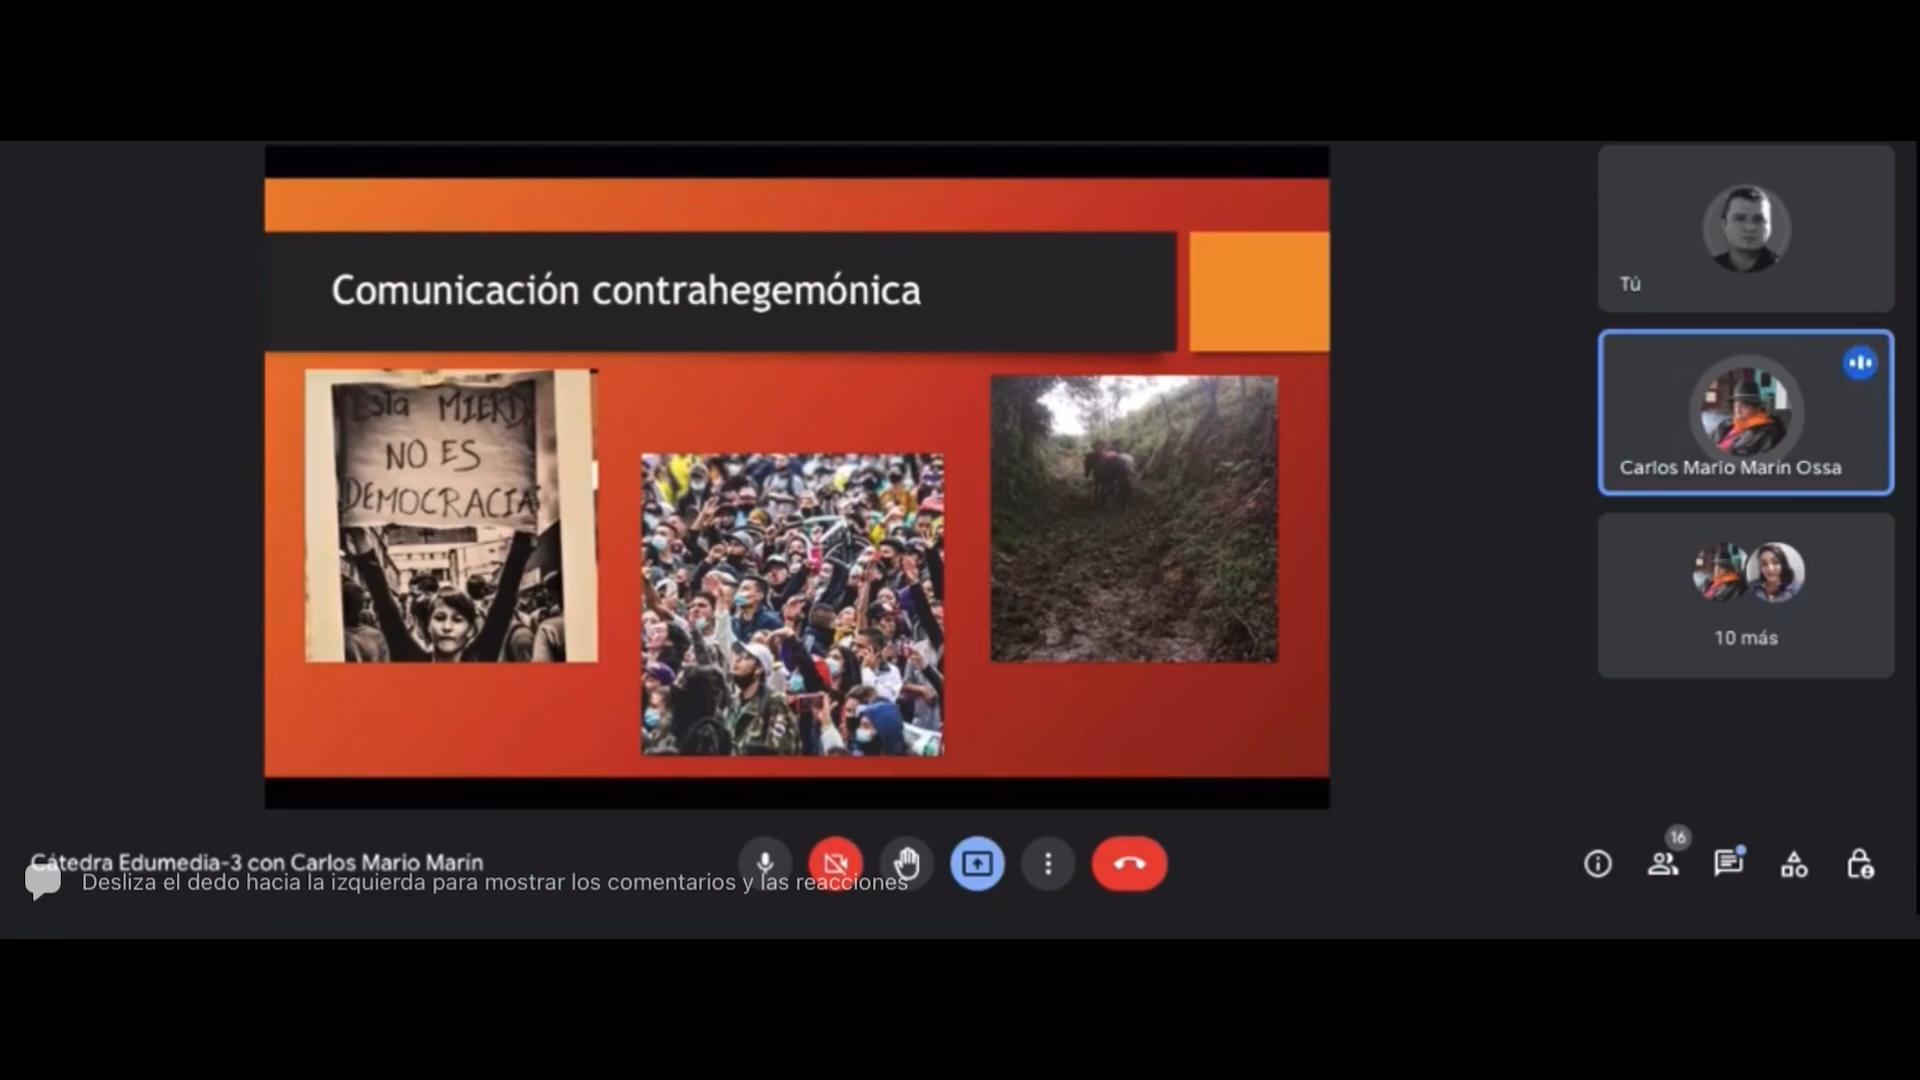 Comunicación contrahegemónica
Esta MIERD
NO ES
DEMOCRACIA
Tú
Carlos Mario Marín Ossa
10 más
16
Cátedra Edumedia-3 con Carlos Mario Marín
Desliza el dedo hacia la izquierda para mostrar los comentarios y las reacciones